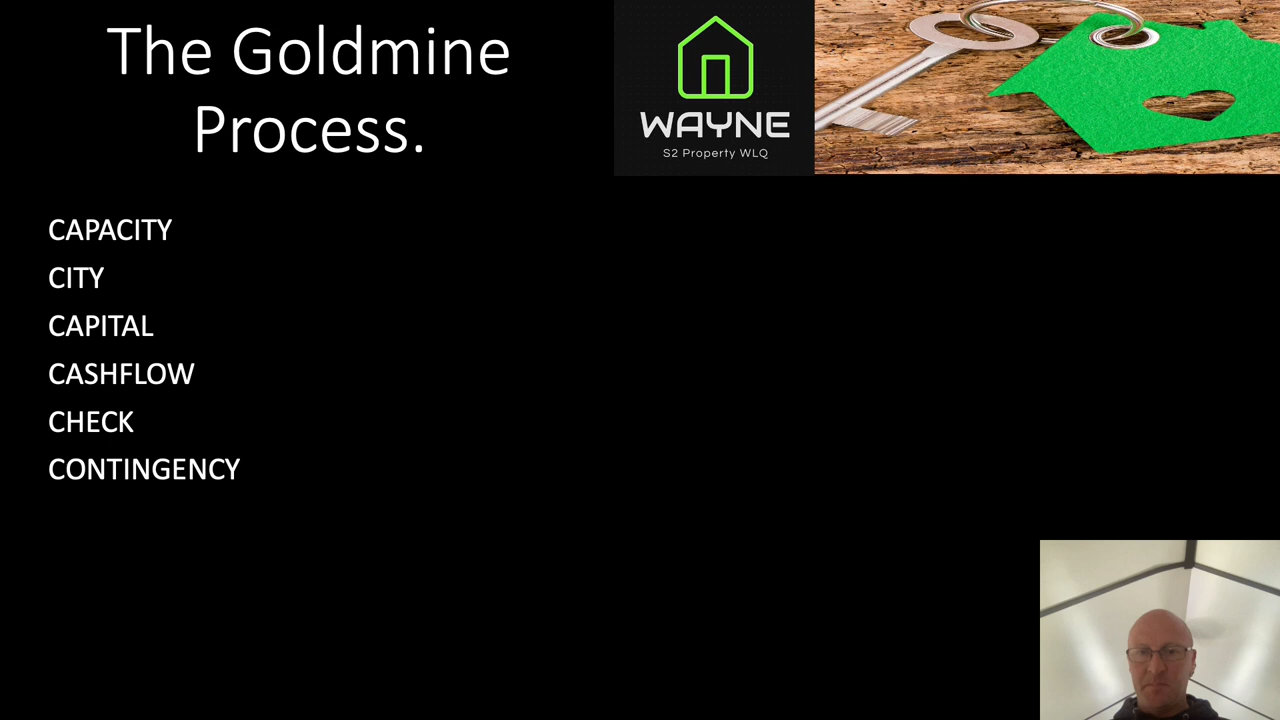 The Goldmine
Process.
WAYNE
S2 Property WLQ
CAPACITY
CITY
CAPITAL
CASHFLOW
CHECK
CONTINGENCY